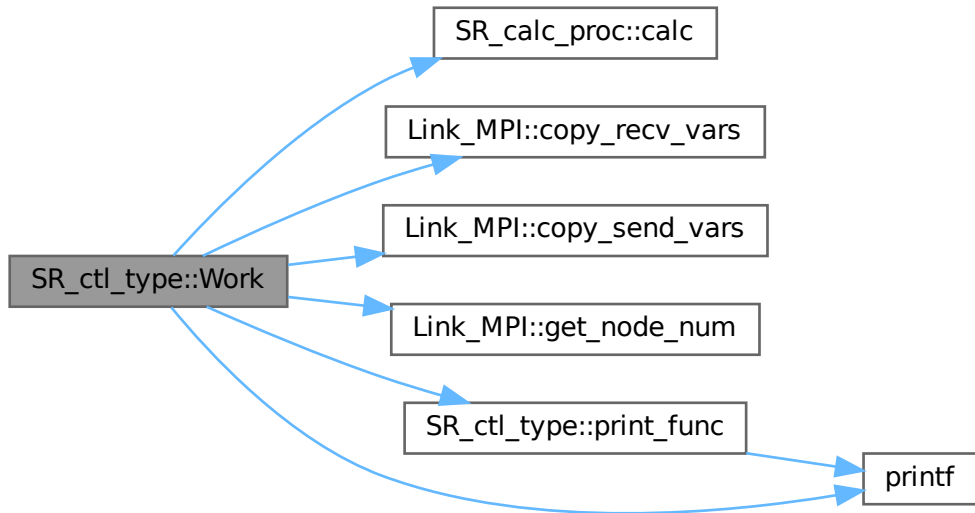 SR_calc_proc::calc
Link_MPI::copy_recv_vars
Link_MPI::copy_send_vars
SR_ctl_type::Work
Link_MPI::get_node_num
SR_ctl_type::print_func
printf